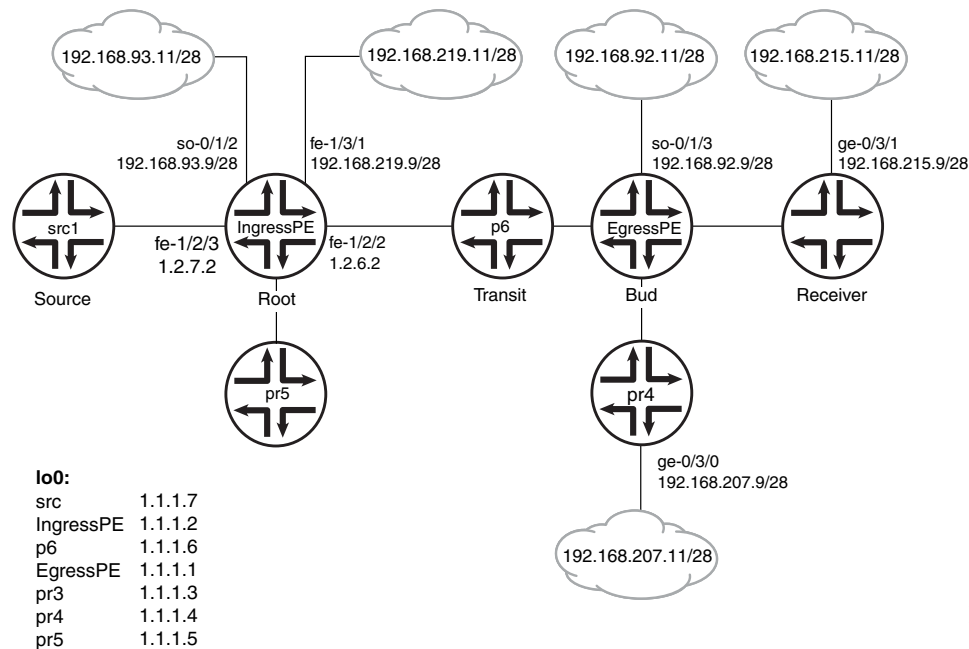 192.168.93.11/28
192.168.219.11/28
192.168.92.11/28
192.168.215.11/28
so-0/1/2
192.168.93.9/28
fe-1/3/1
192.168.219.9/28
so-0/1/3
192.168.92.9/28
ge-0/3/1
192.168.215.9/28
src1
IngressPE
p6
EgressPE
fe-1/2/3
1.2.7.2
fe-1/2/2
1.2.6.2
Source
Root
Transit
Bud
Receiver
pr5
pr4
ge-0/3/0
192.168.207.9/28
192.168.207.11/28
lo0:
src 1.1.1.7
IngressPE 1.1.1.2
p6 1.1.1.6
EgressPE 1.1.1.1
pr3 1.1.1.3
pr4 1.1.1.4
pr5 1.1.1.5